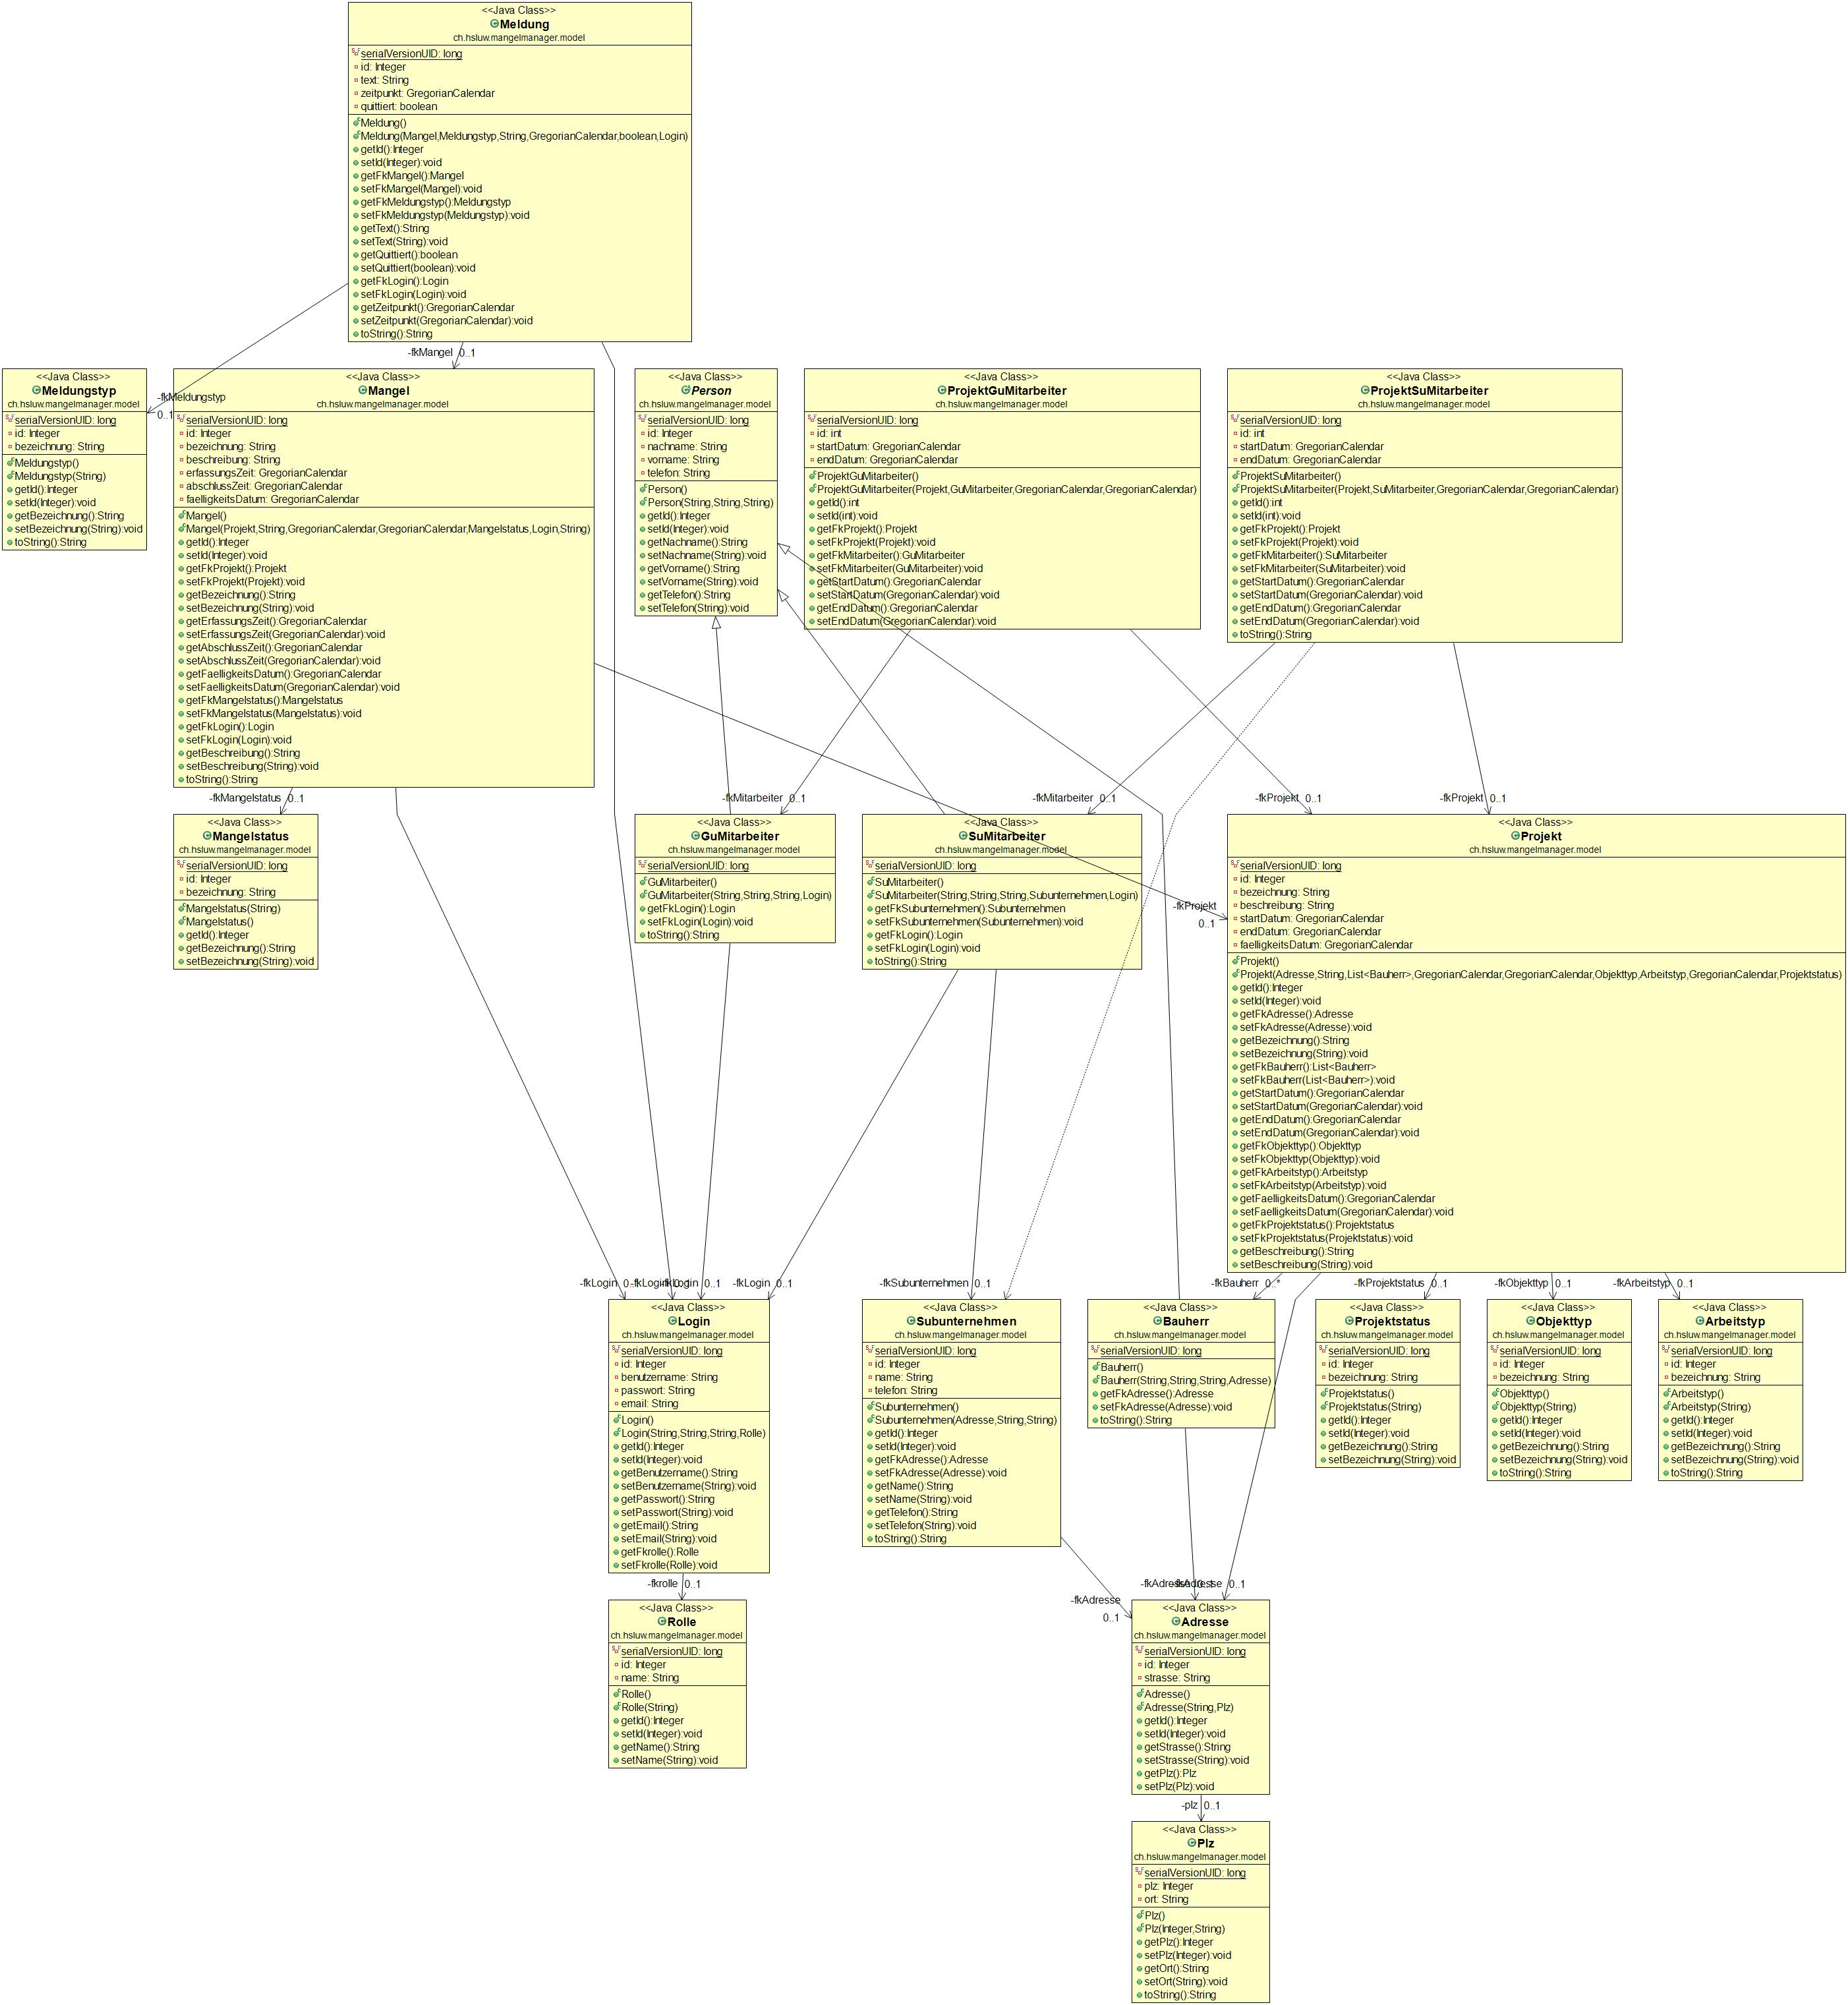 <<Java Class>>
Meldung
ch.hsluw.mangelmanager.model
serialVersionUID: long
id: Integer
text: String
zeitpunkt: GregorianCalendar
quittiert: boolean
Meldung()
Meldung(Mangel,Meldungstyp,String,GregorianCalendar,boolean,Login)
getId():Integer
setId(Integer):void
getFkMangel():Mangel
setFkMangel(Mangel):void
getFkMeldungstyp():Meldungstyp
setFkMeldungstyp(Meldungstyp):void
getText():String
setText(String):void
getQuittiert():boolean
setQuittiert(boolean):void
getFkLogin():Login
setFkLogin(Login):void
getZeitpunkt():GregorianCalendar
setZeitpunkt(GregorianCalendar):void
toString():String
-fkMangel 0..1
-fkMeldungstyp
0..1
<<Java Class>>
Meldungstyp
ch.hsluw.mangelmanager.model
serialVersionUID: long
id: Integer
bezeichnung: String
Meldungstyp()
Meldungstyp(String)
getId():Integer
setId(Integer):void
getBezeichnung():String
setBezeichnung(String):void
toString():String
<<Java Class>>
Mangel
ch.hsluw.mangelmanager.model
serialVersionUID: long
id: Integer
bezeichnung: String
beschreibung: String
erfassungsZeit: GregorianCalendar
abschlussZeit: GregorianCalendar
faelligkeitsDatum: GregorianCalendar
Mangel()
Mangel(Projekt,String,GregorianCalendar,GregorianCalendar,Mangelstatus,Login,String)
getId():Integer
setId(Integer):void
getFkProjekt():Projekt
setFkProjekt(Projekt):void
getBezeichnung():String
setBezeichnung(String):void
getErfassungsZeit():GregorianCalendar
setErfassungsZeit(GregorianCalendar):void
getAbschlussZeit():GregorianCalendar
setAbschlussZeit(GregorianCalendar):void
getFaelligkeitsDatum():GregorianCalendar
setFaelligkeitsDatum(GregorianCalendar):void
getFkMangelstatus():Mangelstatus
setFkMangelstatus(Mangelstatus):void
getFkLogin():Login
setFkLogin(Login):void
getBeschreibung():String
setBeschreibung(String):void
toString():String
<<Java Class>>
Person
ch.hsluw.mangelmanager.model
serialVersionUID: long
id: Integer
nachname: String
vorname: String
telefon: String
Person()
Person(String,String,String)
getId():Integer
setId(Integer):void
getNachname():String
setNachname(String):void
getVorname():String
setVorname(String):void
getTelefon():String
setTelefon(String):void
<<Java Class>>
ProjektGuMitarbeiter
ch.hsluw.mangelmanager.model
serialVersionUID: long
id: int
startDatum: GregorianCalendar
endDatum: GregorianCalendar
ProjektGuMitarbeiter()
ProjektGuMitarbeiter(Projekt,GuMitarbeiter,GregorianCalendar,GregorianCalendar)
getId():int
setId(int):void
getFkProjekt():Projekt
setFkProjekt(Projekt):void
getFkMitarbeiter():GuMitarbeiter
setFkMitarbeiter(GuMitarbeiter):void
getStartDatum():GregorianCalendar
setStartDatum(GregorianCalendar):void
getEndDatum():GregorianCalendar
setEndDatum(GregorianCalendar):void
<<Java Class>>
ProjektSuMitarbeiter
ch.hsluw.mangelmanager.model
serialVersionUID: long
id: int
startDatum: GregorianCalendar
endDatum: GregorianCalendar
ProjektSuMitarbeiter()
ProjektSuMitarbeiter(Projekt,SuMitarbeiter,GregorianCalendar,GregorianCalendar)
getId():int
setId(int):void
getFkProjekt():Projekt
setFkProjekt(Projekt):void
getFkMitarbeiter():SuMitarbeiter
setFkMitarbeiter(SuMitarbeiter):void
getStartDatum():GregorianCalendar
setStartDatum(GregorianCalendar):void
getEndDatum():GregorianCalendar
setEndDatum(GregorianCalendar):void
toString():String
-fkMangelstatus 0..1
-fkMitarbeiter 0..1
-fkMitarbeiter 0..1
-fkProjekt 0..1
-fkProjekt 0..1
<<Java Class>>
Mangelstatus
ch.hsluw.mangelmanager.model
serialVersionUID: long
id: Integer
bezeichnung: String
Mangelstatus(String)
Mangelstatus()
getId():Integer
getBezeichnung():String
setBezeichnung(String):void
<<Java Class>>
GuMitarbeiter
ch.hsluw.mangelmanager.model
serialVersionUID: long
GuMitarbeiter()
GuMitarbeiter(String,String,String,Login)
getFkLogin():Login
setFkLogin(Login):void
toString():String
<<Java Class>>
SuMitarbeiter
ch.hsluw.mangelmanager.model
serialVersionUID: long
SuMitarbeiter()
SuMitarbeiter(String,String,String,Subunternehmen,Login)
getFkSubunternehmen():Subunternehmen
setFkSubunternehmen(Subunternehmen):void
getFkLogin():Login
setFkLogin(Login):void
toString():String
-fkProjekt
0..1
<<Java Class>>
Projekt
ch.hsluw.mangelmanager.model
serialVersionUID: long
id: Integer
bezeichnung: String
beschreibung: String
startDatum: GregorianCalendar
endDatum: GregorianCalendar
faelligkeitsDatum: GregorianCalendar
Projekt()
Projekt(Adresse,String,List<Bauherr>,GregorianCalendar,GregorianCalendar,Objekttyp,Arbeitstyp,GregorianCalendar,Projektstatus)
getId():Integer
setId(Integer):void
getFkAdresse():Adresse
setFkAdresse(Adresse):void
getBezeichnung():String
setBezeichnung(String):void
getFkBauherr():List<Bauherr>
setFkBauherr(List<Bauherr>):void
getStartDatum():GregorianCalendar
setStartDatum(GregorianCalendar):void
getEndDatum():GregorianCalendar
setEndDatum(GregorianCalendar):void
getFkObjekttyp():Objekttyp
setFkObjekttyp(Objekttyp):void
getFkArbeitstyp():Arbeitstyp
setFkArbeitstyp(Arbeitstyp):void
getFaelligkeitsDatum():GregorianCalendar
setFaelligkeitsDatum(GregorianCalendar):void
getFkProjektstatus():Projektstatus
setFkProjektstatus(Projektstatus):void
getBeschreibung():String
setBeschreibung(String):void
-fkLogin -fkLogin -fkLogin 0..1 -fkLogin 0..1
-fkSubunternehmen 0..1
-fkBauherr 0..*
-fkProjektstatus 0..1
-fkObjekttyp 0..1
-fkArbeitstyp 0..1
<<Java Class>>
Login
ch.hsluw.mangelmanager.model
serialVersionUID: long
id: Integer
benutzername: String
passwort: String
email: String
Login()
Login(String,String,String,Rolle)
getId():Integer
setId(Integer):void
getBenutzername():String
setBenutzername(String):void
getPasswort():String
setPasswort(String):void
getEmail():String
setEmail(String):void
getFkrolle():Rolle
setFkrolle(Rolle):void
<<Java Class>>
Subunternehmen
ch.hsluw.mangelmanager.model
serialVersionUID: long
id: Integer
name: String
telefon: String
Subunternehmen()
Subunternehmen(Adresse,String,String)
getId():Integer
setId(Integer):void
getFkAdresse():Adresse
setFkAdresse(Adresse):void
getName():String
setName(String):void
getTelefon():String
setTelefon(String):void
toString():String
<<Java Class>>
Bauherr
ch.hsluw.mangelmanager.model
serialVersionUID: long
Bauherr()
Bauherr(String,String,String,Adresse)
getFkAdresse():Adresse
setFkAdresse(Adresse):void
toString():String
<<Java Class>>
Projektstatus
ch.hsluw.mangelmanager.model
serialVersionUID: long
id: Integer
bezeichnung: String
Projektstatus()
Projektstatus(String)
getId():Integer
setId(Integer):void
getBezeichnung():String
setBezeichnung(String):void
<<Java Class>>
Objekttyp
ch.hsluw.mangelmanager.model
serialVersionUID: long
id: Integer
bezeichnung: String
Objekttyp()
Objekttyp(String)
getId():Integer
setId(Integer):void
getBezeichnung():String
setBezeichnung(String):void
toString():String
<<Java Class>>
Arbeitstyp
ch.hsluw.mangelmanager.model
serialVersionUID: long
id: Integer
bezeichnung: String
Arbeitstyp()
Arbeitstyp(String)
getId():Integer
setId(Integer):void
getBezeichnung():String
setBezeichnung(String):void
toString():String
-fkrolle 0..1
-fkAdresse
0..1
-fkAdresse 0..1
<<Java Class>>
Rolle
ch.hsluw.mangelmanager.model
serialVersionUID: long
id: Integer
name: String
Rolle()
Rolle(String)
getId():Integer
setId(Integer):void
getName():String
setName(String):void
<<Java Class>>
Adresse
ch.hsluw.mangelmanager.model
serialVersionUID: long
id: Integer
strasse: String
Adresse()
Adresse(String,Plz)
getId():Integer
setId(Integer):void
getStrasse():String
setStrasse(String):void
getPlz():Plz
setPlz(Plz):void
-plz 0..1
<<Java Class>>
Plz
ch.hsluw.mangelmanager.model
serialVersionUID: long
plz: Integer
ort: String
Plz()
Plz(Integer,String)
getPlz():Integer
setPlz(Integer):void
getOrt():String
setOrt(String):void
toString():String